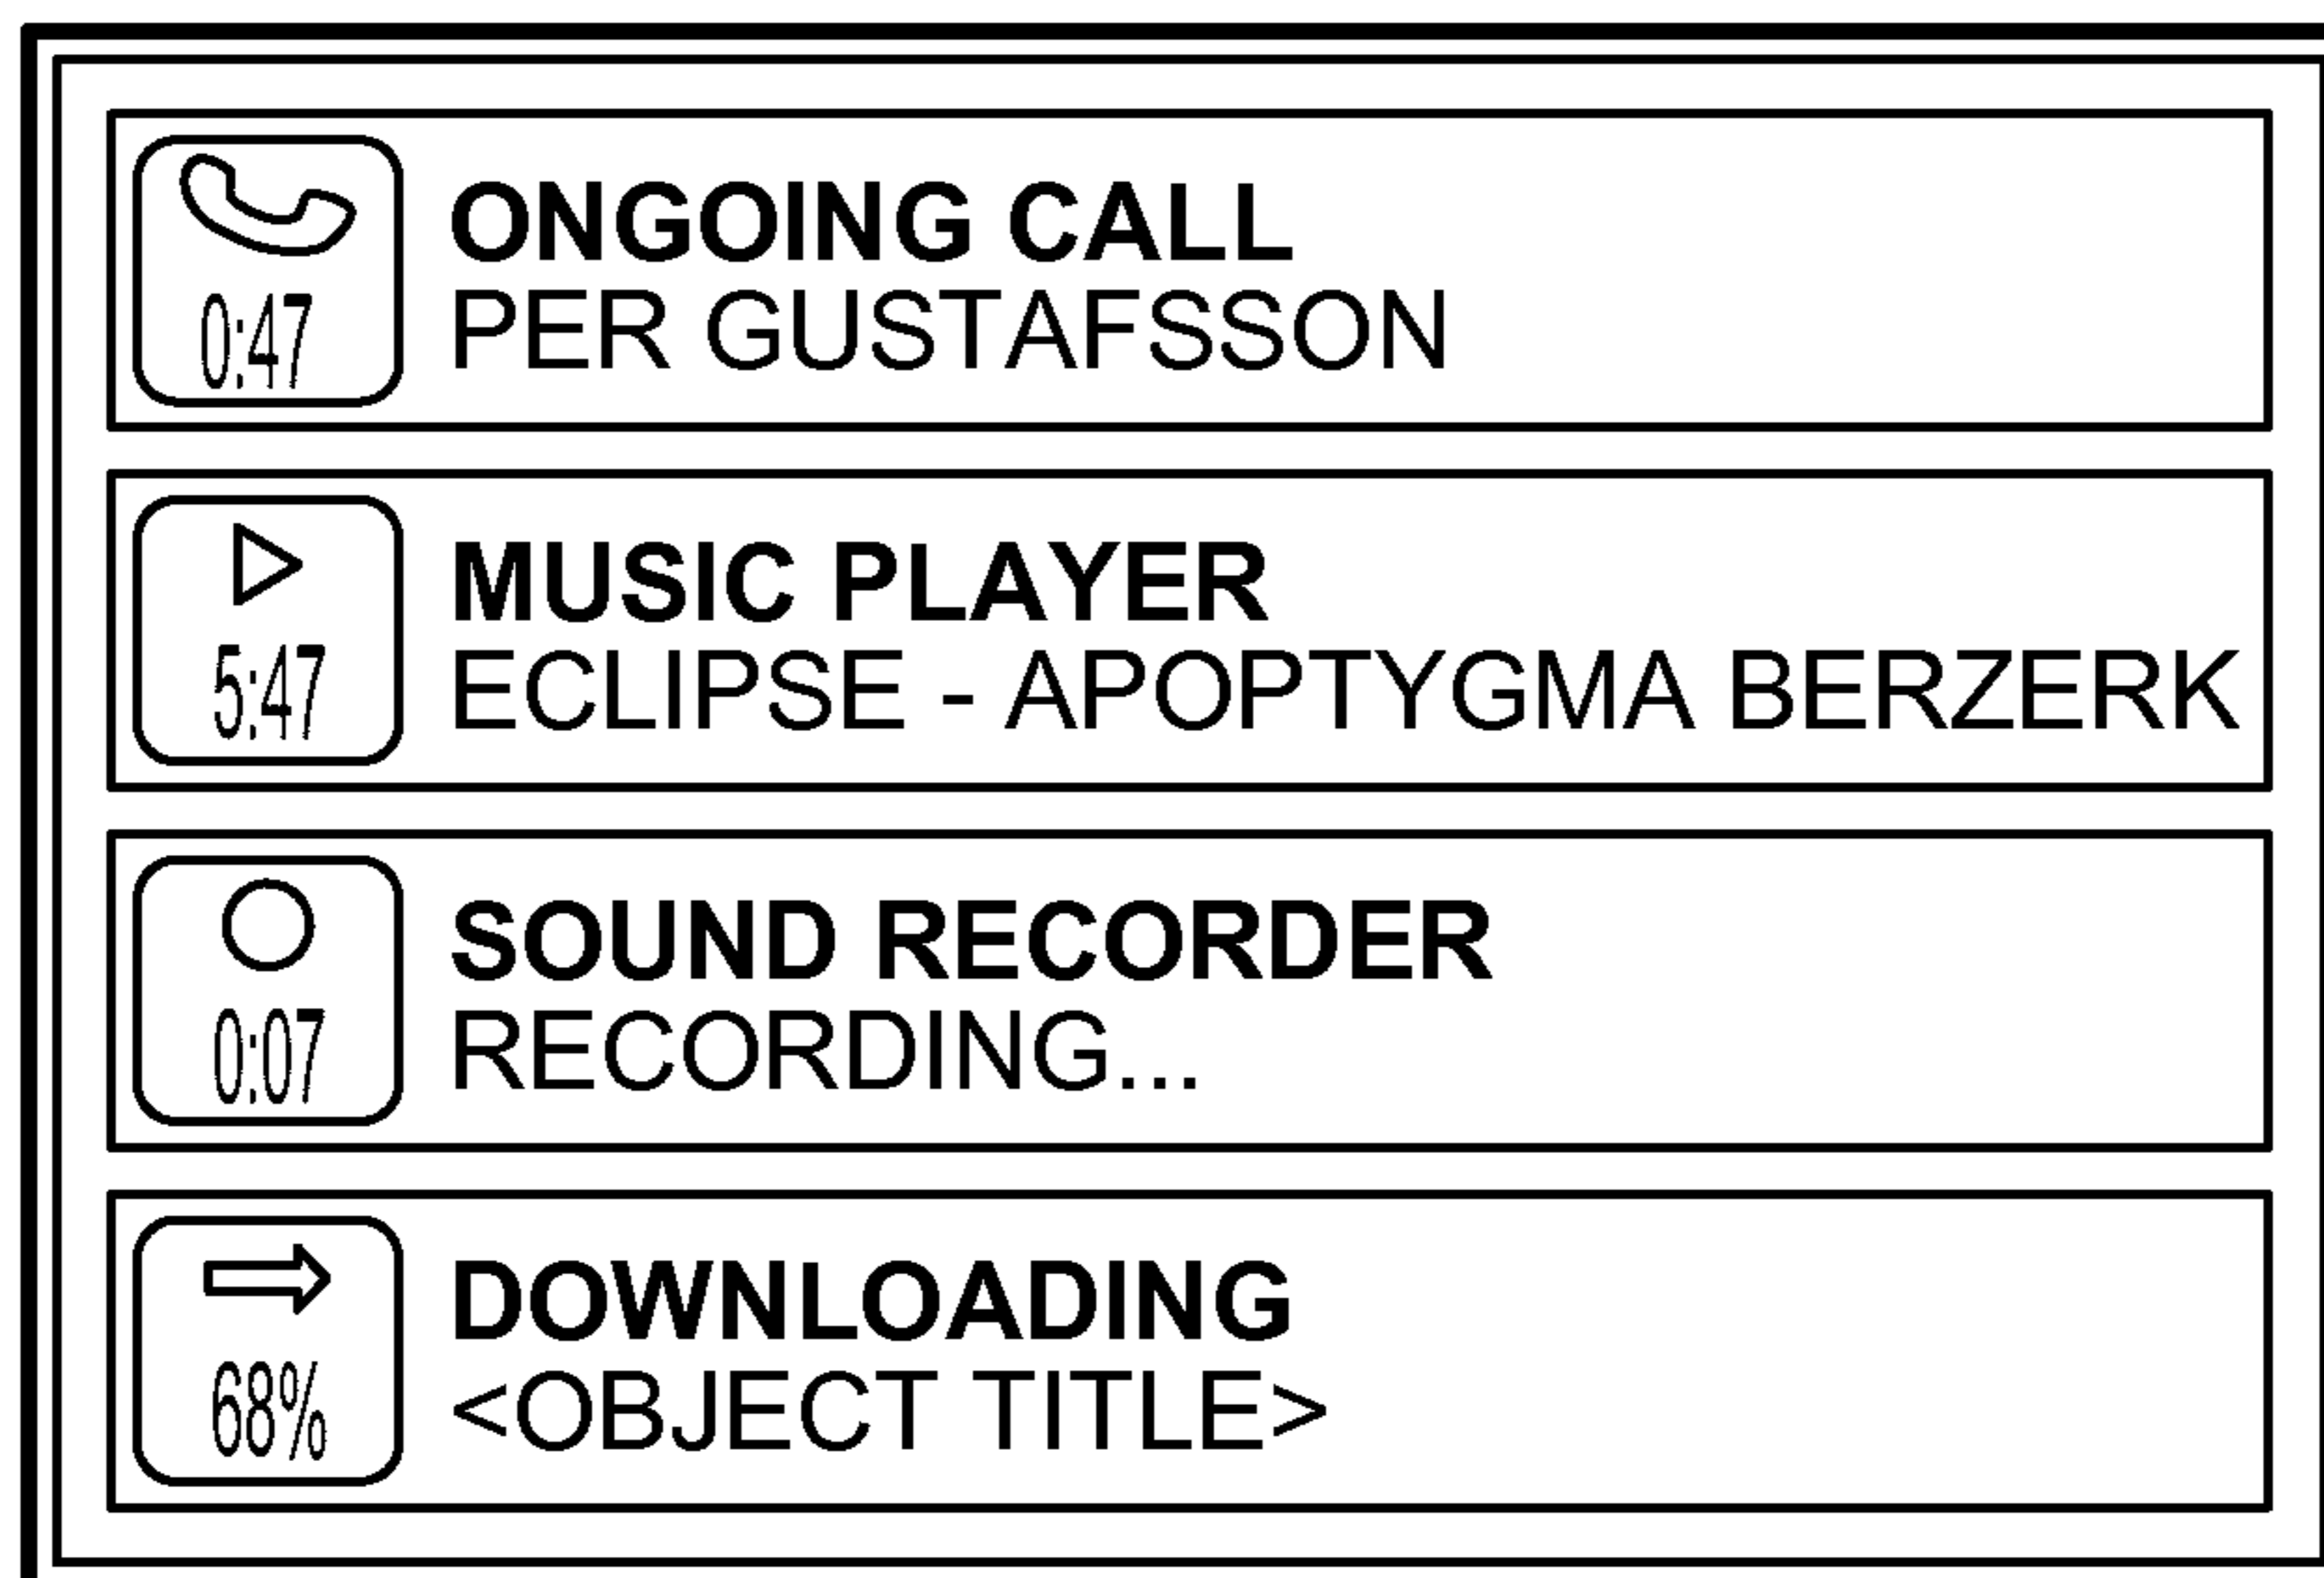 ONGOING CALL
PER GUSTAFSSON
0:47
MUSIC PLAYER
ECLIPSE - APOPTYGMA BERZERK
5:47
SOUND RECORDER
RECORDING...
0:07
DOWNLOADING
<OBJECT TITLE>
68%